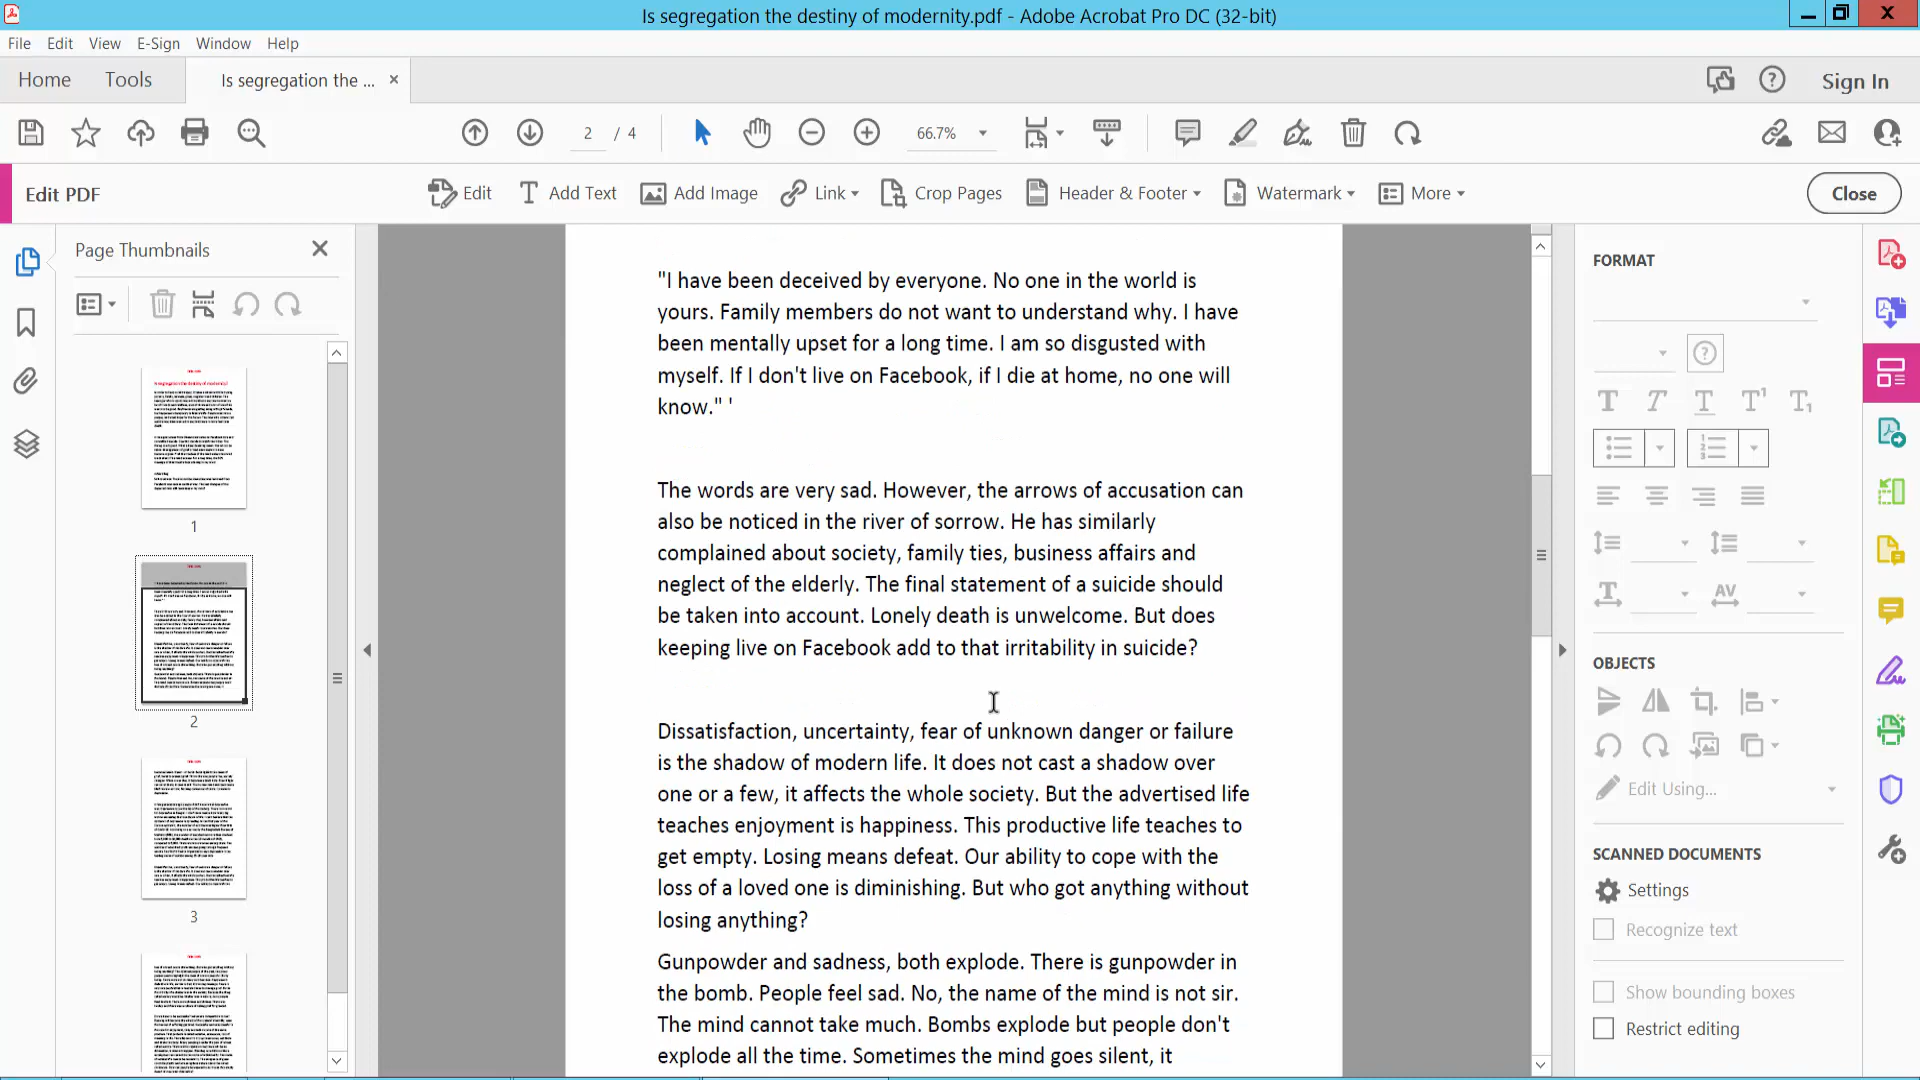 Is segregation the destiny of modernity.pdf - Adobe Acrobat Pro DC (32-bit)
File Edit View E-Sign Window Help
Home Tools Is segregation the ... Sign In
2 / 4 66.7%
Edit PDF Edit Add Text Add Image Link Crop Pages Header & Footer Watermark More Close
Page Thumbnails
1
2
3
"I have been deceived by everyone. No one in the world is
yours. Family members do not want to understand why. I have
been mentally upset for a long time. I am so disgusted with
myself. If I don't live on Facebook, if I die at home, no one will
know." '
The words are very sad. However, the arrows of accusation can
also be noticed in the river of sorrow. He has similarly
complained about society, family ties, business affairs and
neglect of the elderly. The final statement of a suicide should
be taken into account. Lonely death is unwelcome. But does
keeping live on Facebook add to that irritability in suicide?
Dissatisfaction, uncertainty, fear of unknown danger or failure
is the shadow of modern life. It does not cast a shadow over
one or a few, it affects the whole society. But the advertised life
teaches enjoyment is happiness. This productive life teaches to
get empty. Losing means defeat. Our ability to cope with the
loss of a loved one is diminishing. But who got anything without
losing anything?
Gunpowder and sadness, both explode. There is gunpowder in
the bomb. People feel sad. No, the name of the mind is not sir.
The mind cannot take much. Bombs explode but people don't
explode all the time. Sometimes the mind goes silent, it
FORMAT
OBJECTS
Edit Using...
SCANNED DOCUMENTS
Settings
Recognize text
Show bounding boxes
Restrict editing